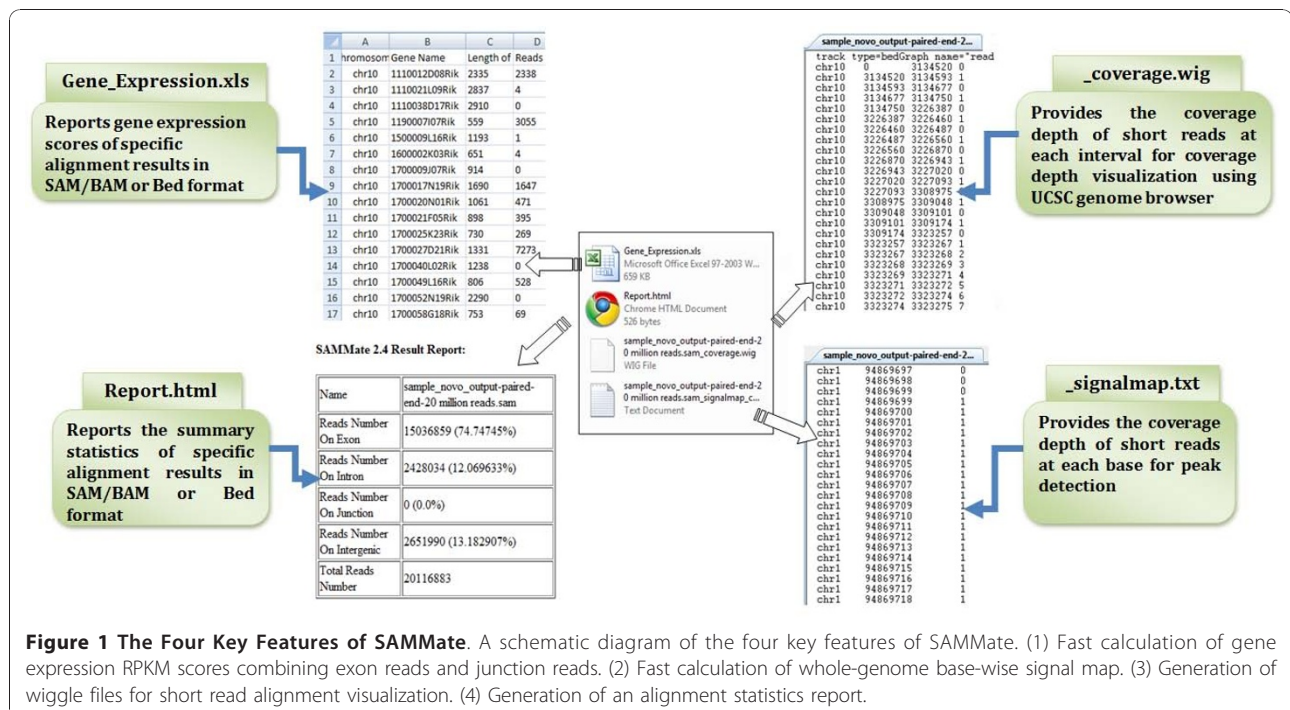 Gene_Expression.xls
Reports gene expression
scores of specific
alignment results in
SAM/BAM or Bed format
A B C D
1 hromosom Gene Name Length of Reads
2 chr10 1110012D08Rik 2335 2338
3 chr10 1110021L09Rik 2837 4
4 chr10 1110038D17Rik 2910 0
5 chr10 1190007I07Rik 559 3055
6 chr10 1500009L16Rik 1193 1
7 chr10 1600002K03Rik 651 4
8 chr10 1700009J07Rik 914 0
9 chr10 1700017N19Rik 1690 1647
10 chr10 1700020N01Rik 1061 471
11 chr10 1700021F05Rik 898 395
12 chr10 1700025K23Rik 730 269
13 chr10 1700027D21Rik 1331 7273
14 chr10 1700040L02Rik 1238 0
15 chr10 1700049L16Rik 806 528
16 chr10 1700052N19Rik 2290 0
17 chr10 1700058G18Rik 753 69
sample_novo_output-paired-end-2...
track type=bedGraph name="read
chr10 0 3134520 0
chr10 3134520 3134593 1
chr10 3134593 3134677 0
chr10 3134677 3134750 1
chr10 3134750 3226387 0
chr10 3226387 3226460 1
chr10 3226460 3226487 0
chr10 3226487 3226560 1
chr10 3226560 3226870 0
chr10 3226870 3226943 1
chr10 3226943 3227020 0
chr10 3227020 3227093 1
chr10 3227093 3308975
chr10 3308975 3309048 1
chr10 3309048 3309101 0
chr10 3309101 3309174 1
chr10 3309174 3323257 0
chr10 3323257 3323267 1
chr10 3323267 3323268 2
chr10 3323268 3323269 3
chr10 3323269 3323271 4
chr10 3323271 3323272 5
chr10 3323272 3323274 6
chr10 3323274 3323275 7
_coverage.wig
Provides the coverage
depth of short reads at
each interval for coverage
depth visualization using
UCSC genome browser
Gene_Expression.xls
Microsoft Office Excel 97-2003 W...
659 KB
Report.html
Chrome HTML Document
526 bytes
sample_novo_output-paired-end-2
0 million reads.sam_coverage.wig
WIG File
sample_novo_output-paired-end-2
0 million reads.sam_signalmap_c...
Text Document
Report.html
Reports the summary
statistics of specific
alignment results in
SAM/BAM or Bed
format
SAMMate 2.4 Result Report:
Name sample_novo_output-paired-
end-20 million reads.sam
Reads Number
On Exon 15036859 (74.74745%)
Reads Number
On Intron 2428034 (12.069633%)
Reads Number
On Junction 0 (0.0%)
Reads Number
On Intergenic 2651990 (13.182907%)
Total Reads
Number 20116883
sample_novo_output-paired-end-2...
chr1 94869697 0
chr1 94869698 0
chr1 94869699 0
chr1 94869699 1
chr1 94869700 1
chr1 94869701 1
chr1 94869702 1
chr1 94869703 1
chr1 94869704 1
chr1 94869705 1
chr1 94869706 1
chr1 94869707 1
chr1 94869708 1
chr1 94869709 1
chr1 94869710 1
chr1 94869711 1
chr1 94869712 1
chr1 94869713 1
chr1 94869714 1
chr1 94869715 1
chr1 94869716 1
chr1 94869717 1
chr1 94869718 1
_signalmap.txt
Provides the coverage
depth of short reads
at each base for peak
detection
Figure 1 The Four Key Features of SAMMate. A schematic diagram of the four key features of SAMMate. (1) Fast calculation of gene
expression RPKM scores combining exon reads and junction reads. (2) Fast calculation of whole-genome base-wise signal map. (3) Generation of
wiggle files for short read alignment visualization. (4) Generation of an alignment statistics report.